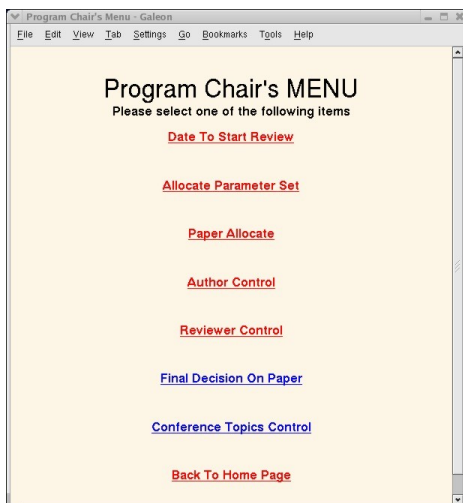 Program Chair's Menu - Galeon
File Edit View Tab Settings Go Bookmarks Tools Help
Program Chair's MENU
Please select one of the following items
Date To Start Review
Allocate Parameter Set
Paper Allocate
Author Control
Reviewer Control
Final Decision On Paper
Conference Topics Control
Back To Home Page